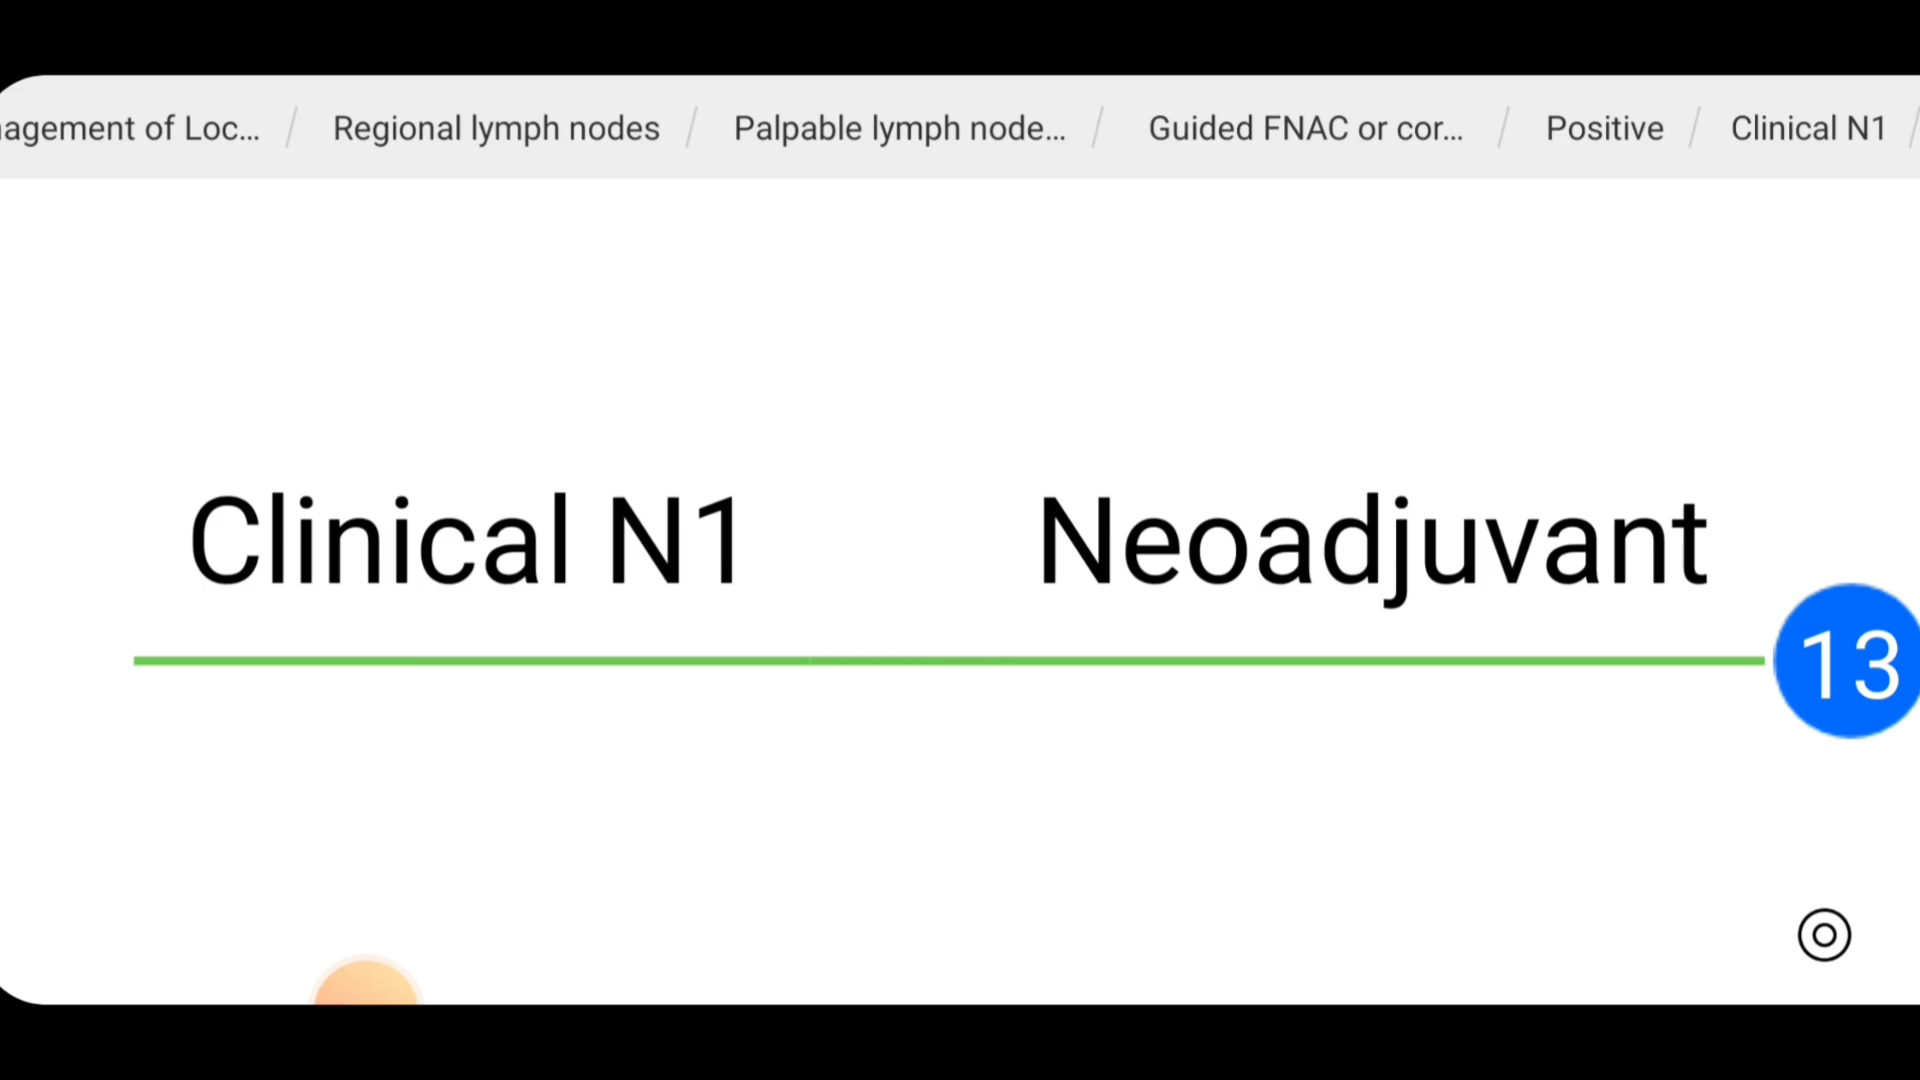 agement of Loc... / Regional lymph nodes / Palpable lymph node... / Guided FNAC or cor... / Positive / Clinical N1 /
Clinical N1 Neoadjuvant
13